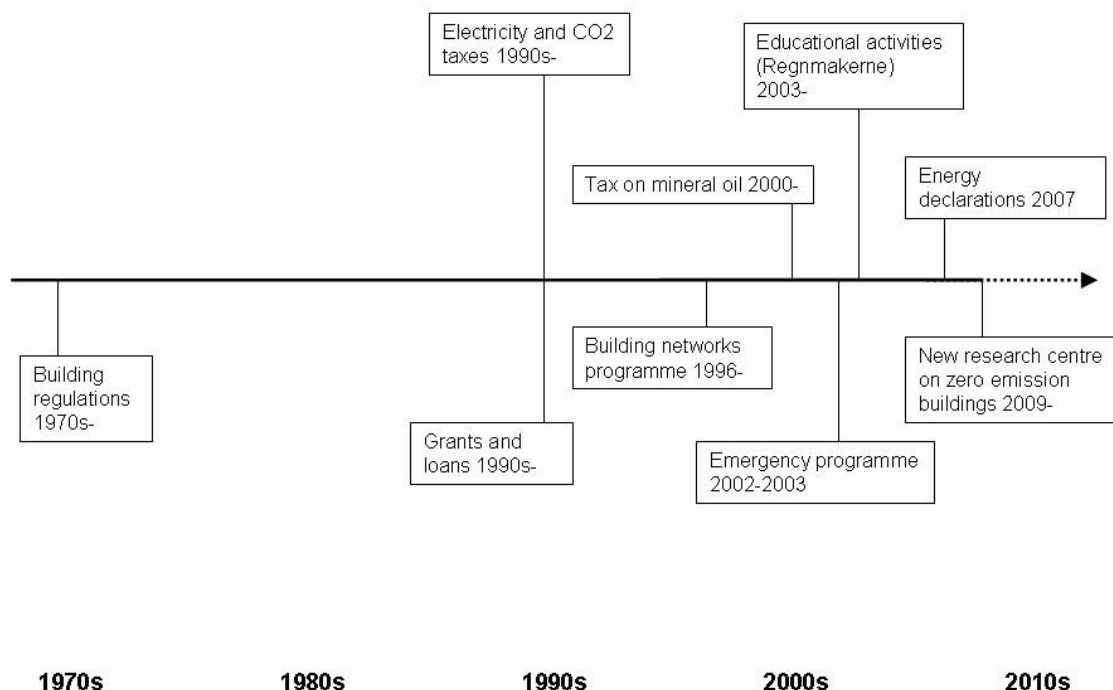 Electricity and CO2
taxes 1990s-
Educational activities
(Regnmakerne)
2003-
Tax on mineral oil 2000-
Energy
declarations 2007
Building
regulations
1970s-
Building networks
programme 1996-
New research centre
on zero emission
buildings 2009-
Grants and
loans 1990s-
Emergency programme
2002-2003
1970s
1980s
1990s
2000s
2010s